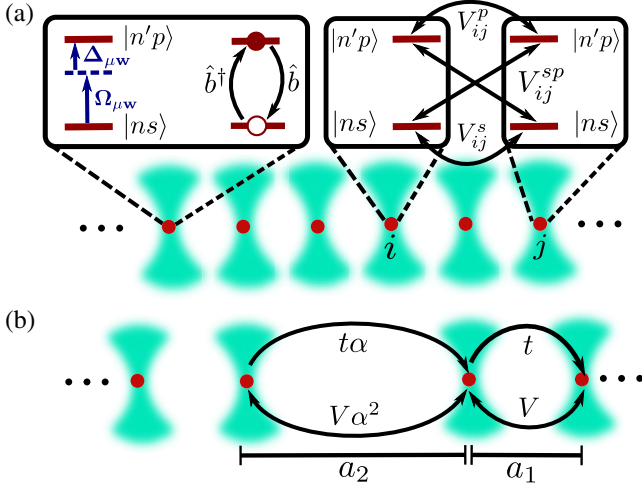 (a)
|n'p⟩
Δμw
Ωμw
|ns⟩
b̂†
b̂
|n'p⟩
|ns⟩
V^p_ij
V^sp_ij
V^s_ij
|n'p⟩
|ns⟩
...
i
j
...
(b)
...
tα
t
...
Vα²
V
a₂
a₁